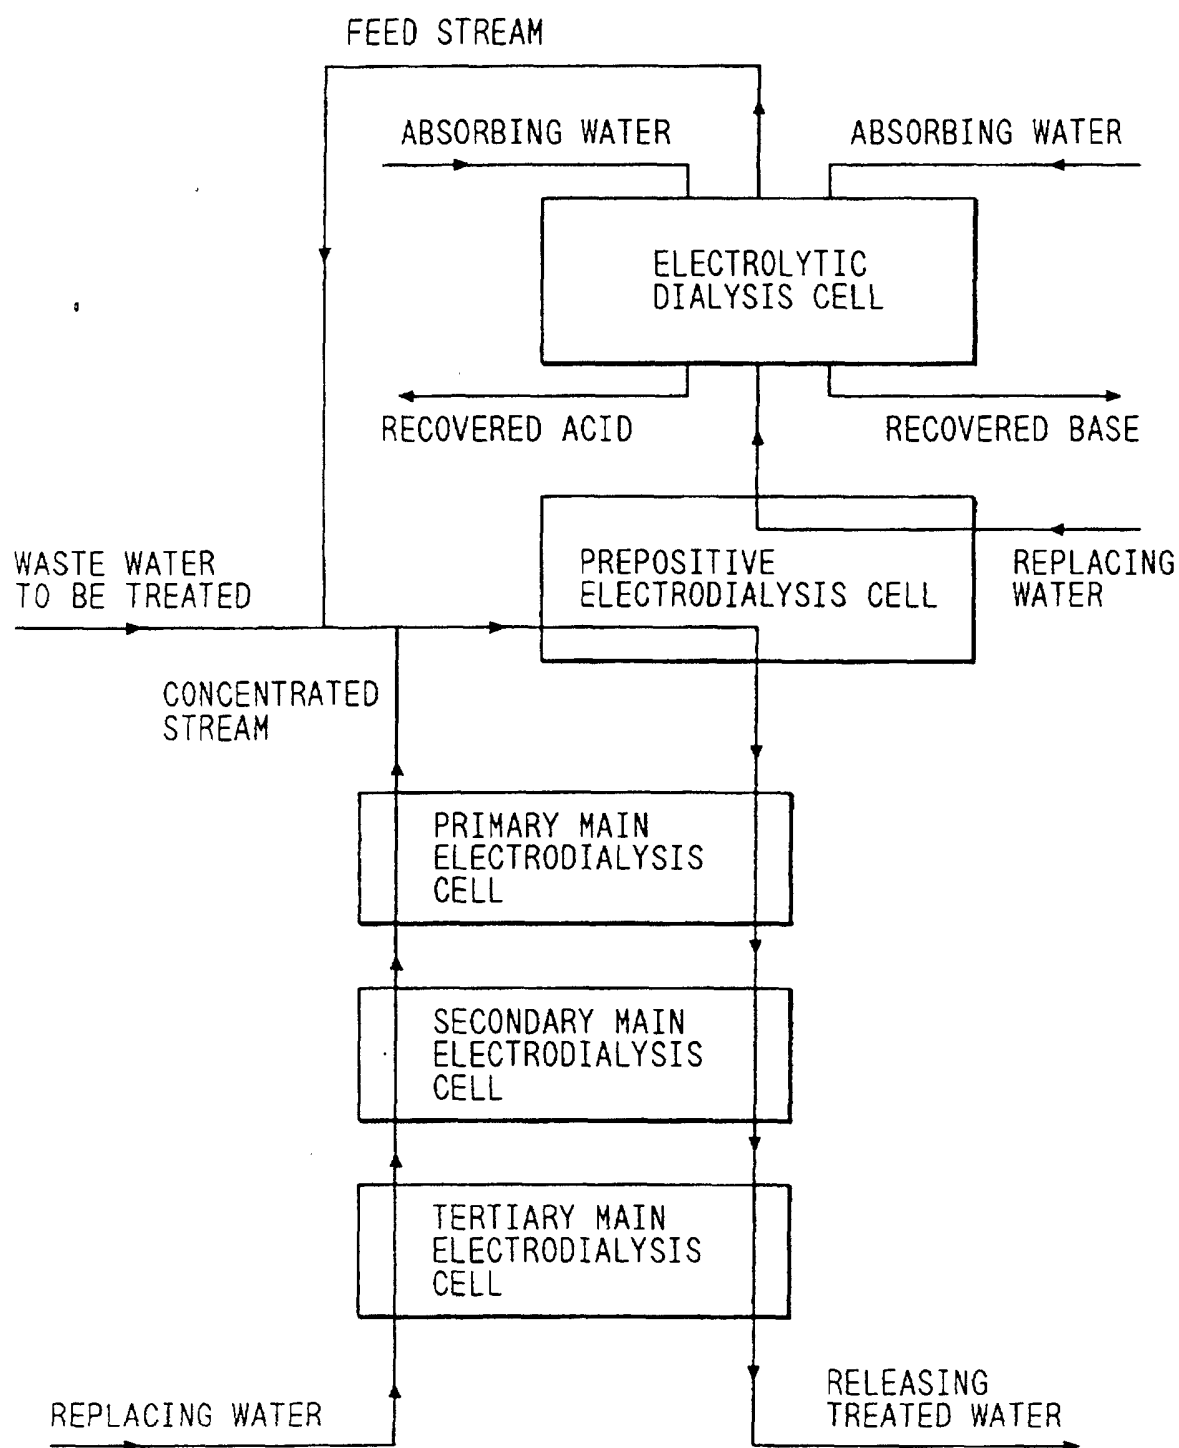 FEED STREAM
ABSORBING WATER
ABSORBING WATER
ELECTROLYTIC
DIALYSIS CELL
RECOVERED ACID
RECOVERED BASE
WASTE WATER
TO BE TREATED
PREPOSITIVE
ELECTRODIALYSIS CELL
REPLACING
WATER
CONCENTRATED
STREAM
PRIMARY MAIN
ELECTRODIALYSIS
CELL
SECONDARY MAIN
ELECTRODIALYSIS
CELL
TERTIARY MAIN
ELECTRODIALYSIS
CELL
REPLACING WATER
RELEASING
TREATED WATER